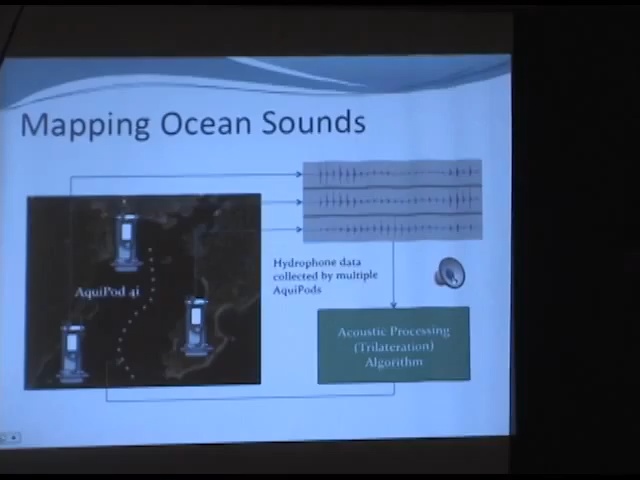 Mapping Ocean Sounds
AquiPod 4i
Hydrophone data
collected by multiple
AquiPods
Acoustic Processing
(Trilateration)
Algorithm